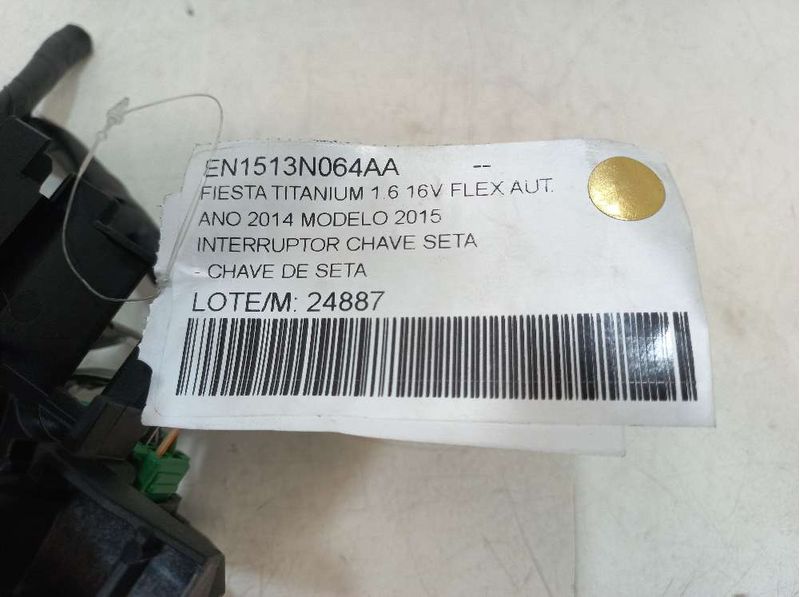 EN1513N064AA --
FIESTA TITANIUM 1.6 16V FLEX AUT.
ANO 2014 MODELO 2015
INTERRUPTOR CHAVE SETA
- CHAVE DE SETA
LOTE/M: 24887